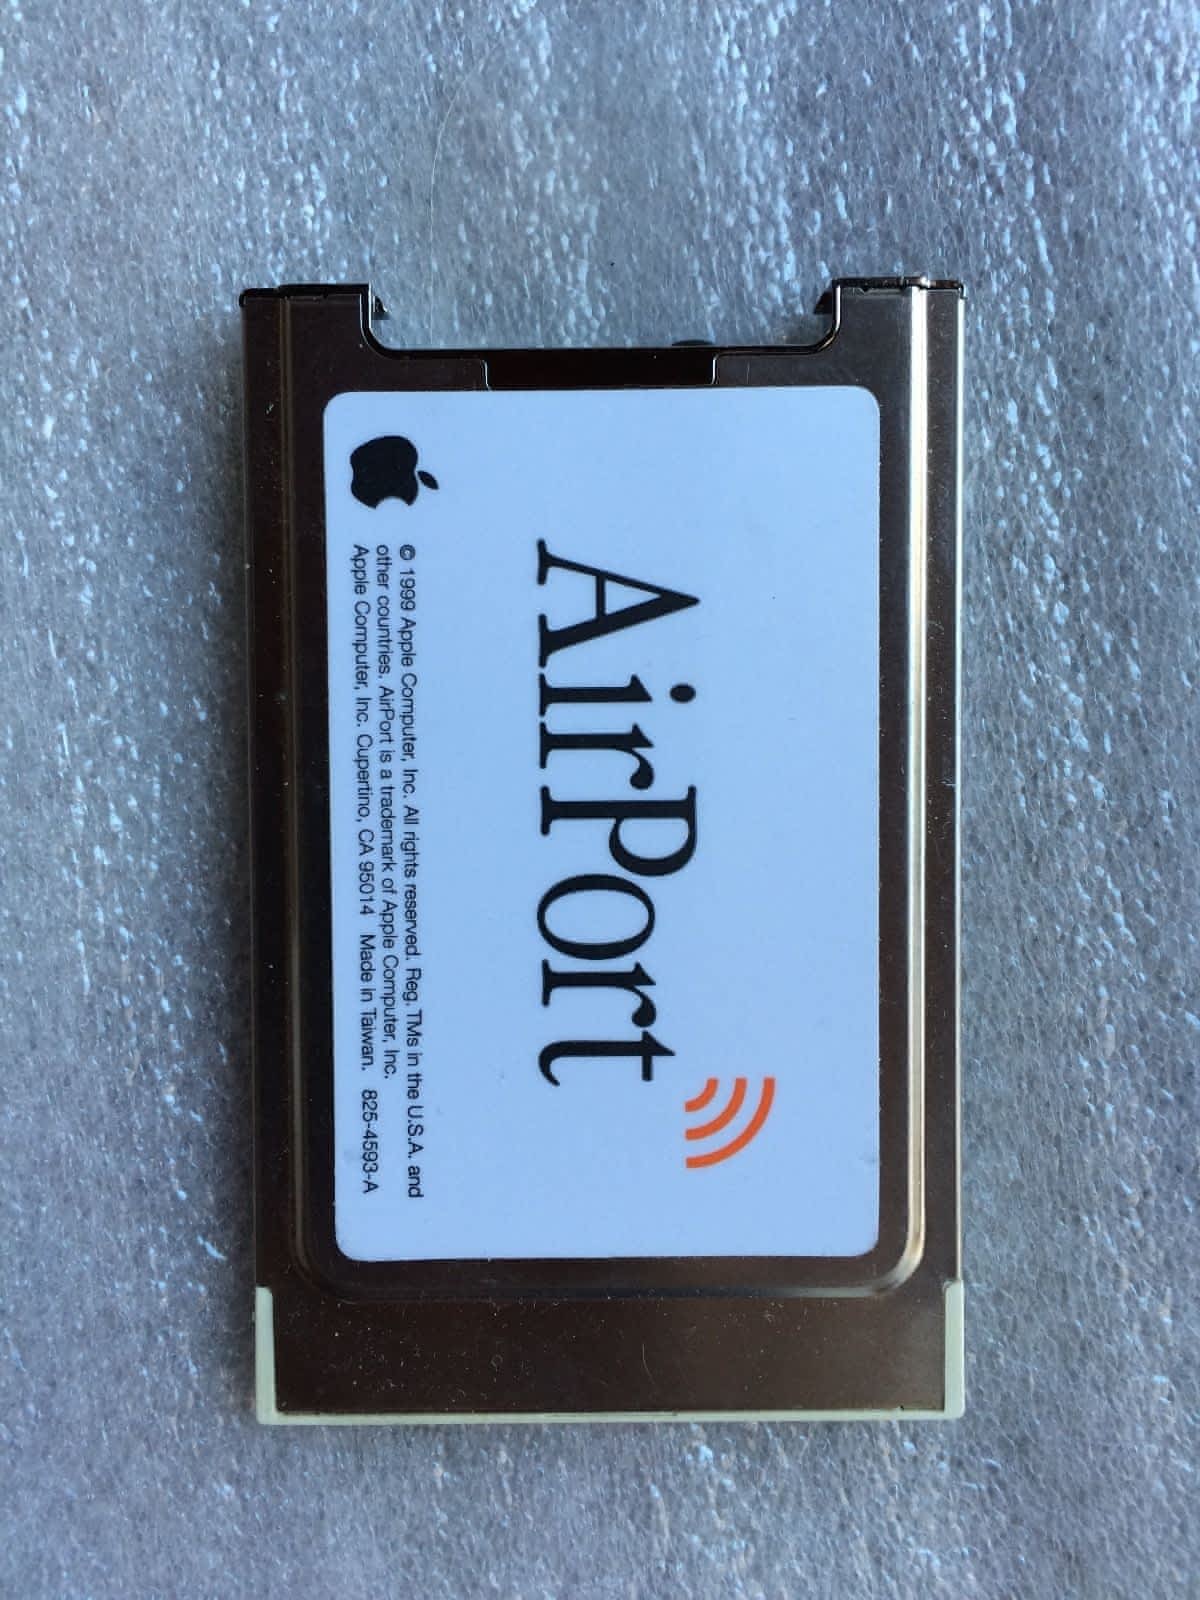 AirPort
© 1999 Apple Computer, Inc. All rights reserved. Reg. TMs in the U.S.A. and
other countries. AirPort is a trademark of Apple Computer, Inc.
Apple Computer, Inc. Cupertino, CA 95014 Made in Taiwan. 825-4593-A